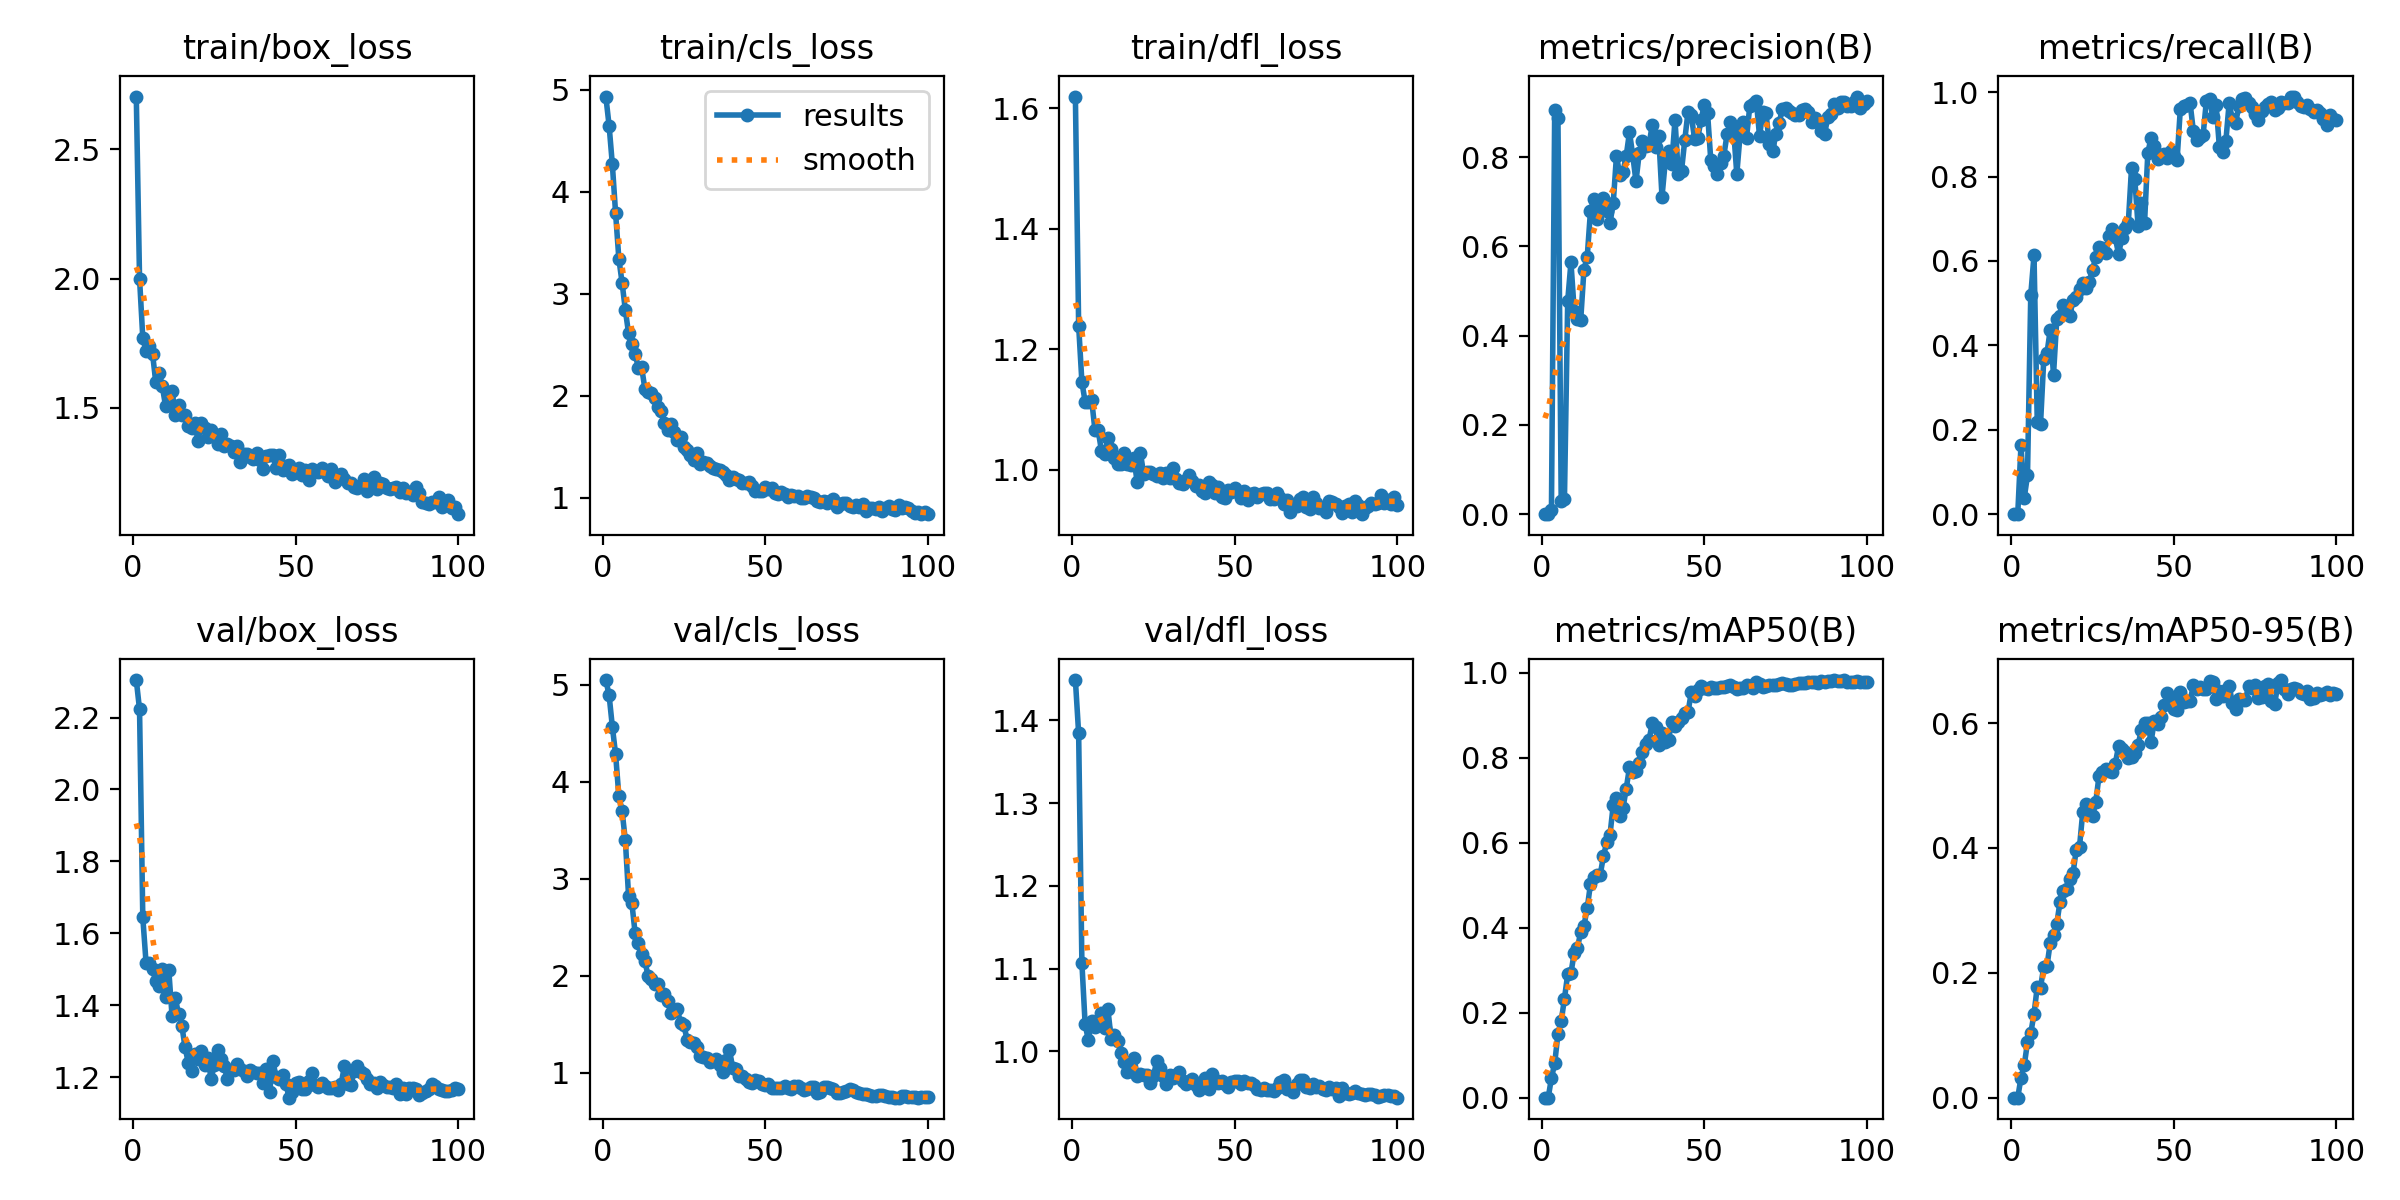 train/box_loss
2.5
2.0
1.5
0 50 100
train/cls_loss
results
smooth
5
4
3
2
1
0 50 100
train/dfl_loss
1.6
1.4
1.2
1.0
0 50 100
metrics/precision(B)
0.8
0.6
0.4
0.2
0.0
0 50 100
metrics/recall(B)
1.0
0.8
0.6
0.4
0.2
0.0
0 50 100
val/box_loss
2.2
2.0
1.8
1.6
1.4
1.2
0 50 100
val/cls_loss
5
4
3
2
1
0 50 100
val/dfl_loss
1.4
1.3
1.2
1.1
1.0
0 50 100
metrics/mAP50(B)
1.0
0.8
0.6
0.4
0.2
0.0
0 50 100
metrics/mAP50-95(B)
0.6
0.4
0.2
0.0
0 50 100